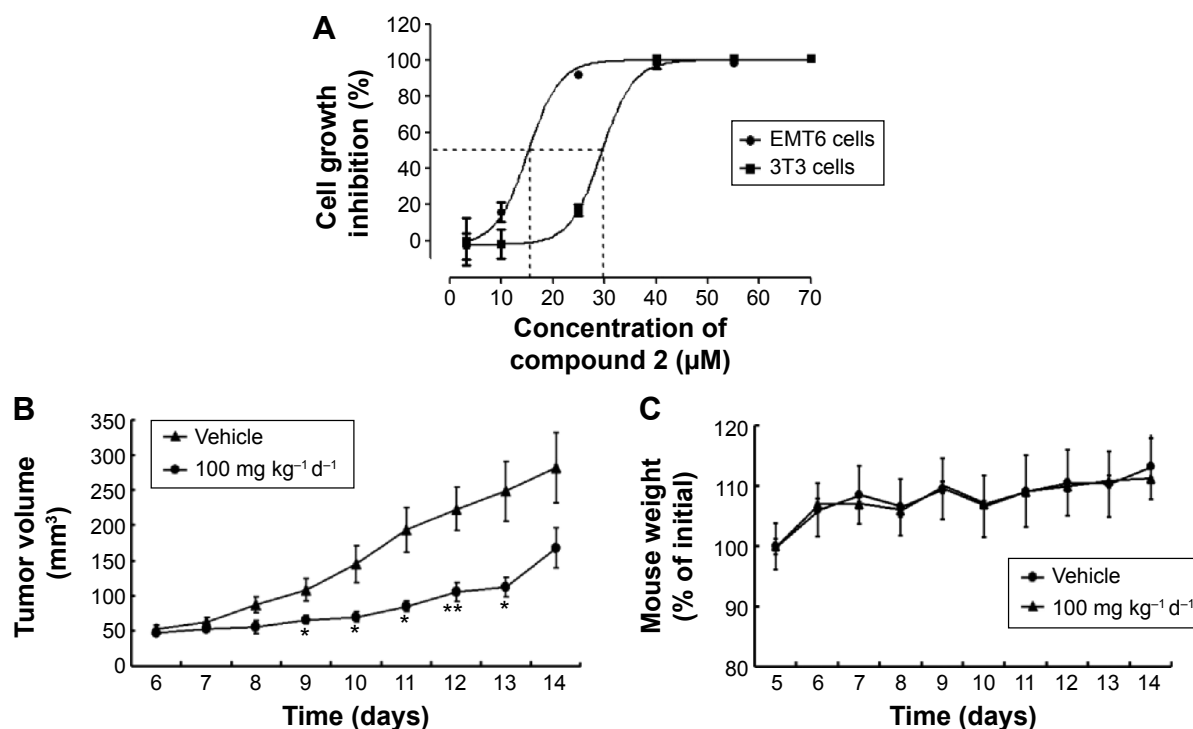 A
120
100
80
60
40
20
0
Cell growth
inhibition (%)
EMT6 cells
3T3 cells
0 10 20 30 40 50 60 70
Concentration of
compound 2 (µM)
B
350
300
250
200
150
100
50
0
Tumor volume
(mm³)
Vehicle
100 mg kg⁻¹ d⁻¹
* * * ** *
6 7 8 9 10 11 12 13 14
Time (days)
C
120
110
100
90
80
Mouse weight
(% of initial)
Vehicle
100 mg kg⁻¹ d⁻¹
5 6 7 8 9 10 11 12 13 14
Time (days)